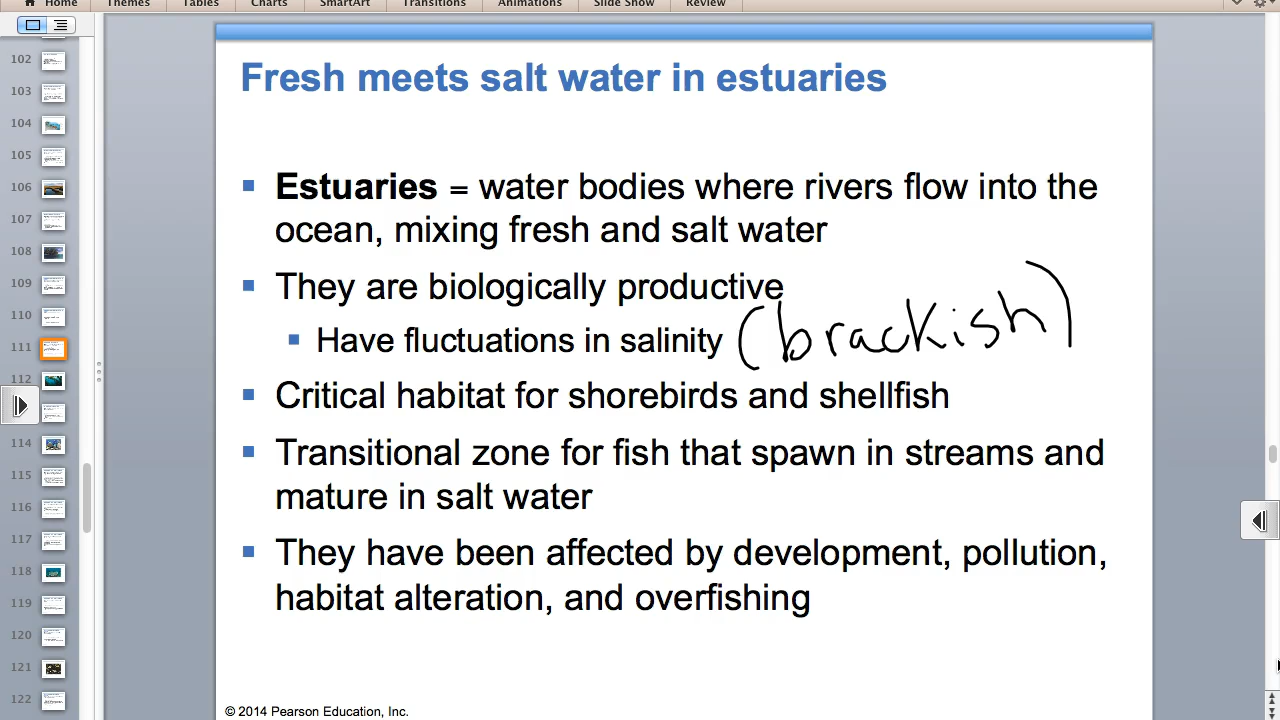 Home Themes Tables Charts SmartArt Transitions Animations Slide Show Review
102
103
104
105
106
107
108
109
110
111
112
114
115
116
117
118
119
120
121
122
Fresh meets salt water in estuaries
Estuaries = water bodies where rivers flow into the
ocean, mixing fresh and salt water
They are biologically productive
Have fluctuations in salinity (brackish)
Critical habitat for shorebirds and shellfish
Transitional zone for fish that spawn in streams and
mature in salt water
They have been affected by development, pollution,
habitat alteration, and overfishing
© 2014 Pearson Education, Inc.